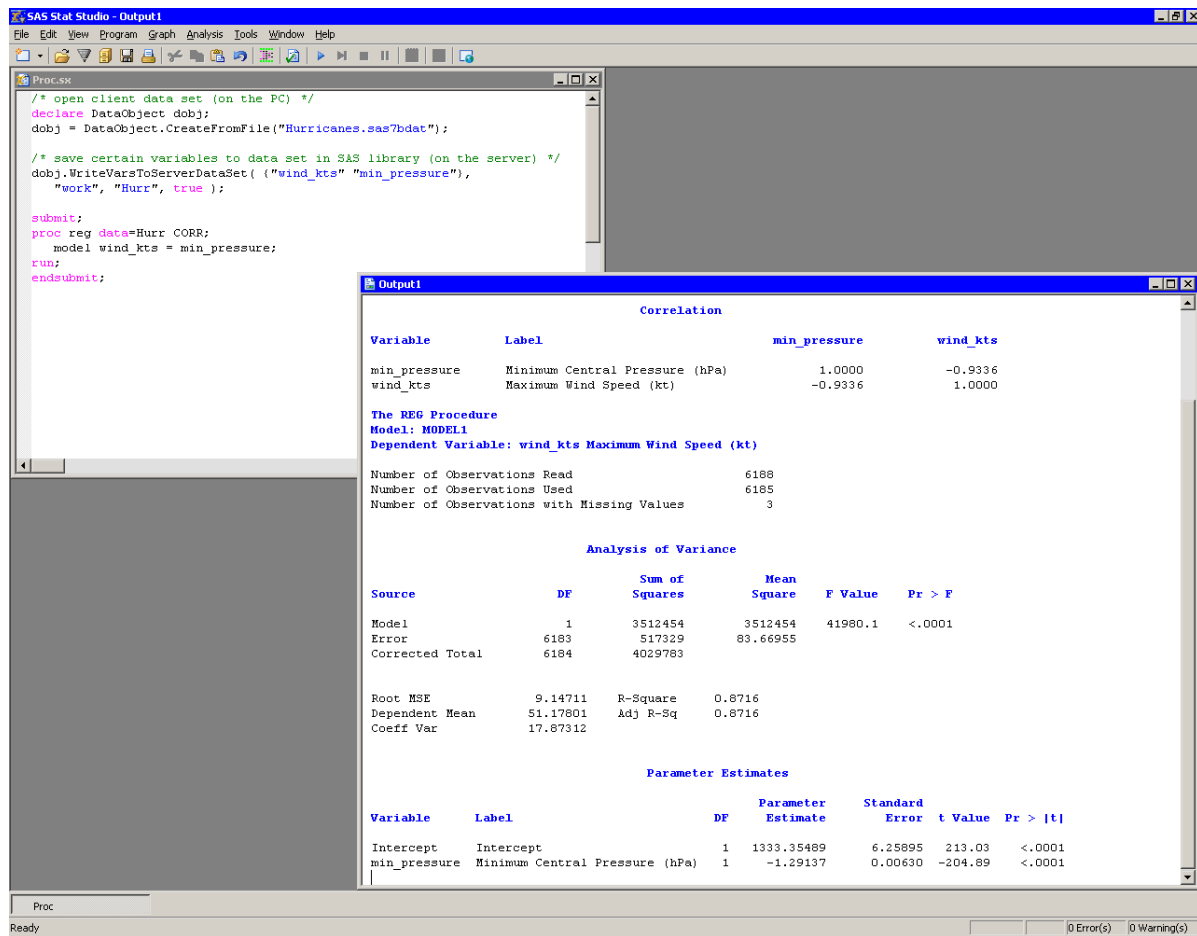 SAS Stat Studio - Output1
File Edit View Program Graph Analysis Tools Window Help
Proc.sx
/* open client data set (on the PC) */
declare DataObject dobj;
dobj = DataObject.CreateFromFile("Hurricanes.sas7bdat");
/* save certain variables to data set in SAS library (on the server) */
dobj.WriteVarsToServerDataSet( {"wind_kts" "min_pressure"},
"work", "Hurr", true );
submit;
proc reg data=Hurr CORR;
model wind_kts = min_pressure;
run;
endsubmit;
Output1
Correlation
Variable Label min_pressure wind_kts
min_pressure Minimum Central Pressure (hPa) 1.0000 -0.9336
wind_kts Maximum Wind Speed (kt) -0.9336 1.0000
The REG Procedure
Model: MODEL1
Dependent Variable: wind_kts Maximum Wind Speed (kt)
Number of Observations Read 6188
Number of Observations Used 6185
Number of Observations with Missing Values 3
Analysis of Variance
Sum of Mean
Source DF Squares Square F Value Pr > F
Model 1 3512454 3512454 41980.1 <.0001
Error 6183 517329 83.66955
Corrected Total 6184 4029783
Root MSE 9.14711 R-Square 0.8716
Dependent Mean 51.17801 Adj R-Sq 0.8716
Coeff Var 17.87312
Parameter Estimates
Parameter Standard
Variable Label DF Estimate Error t Value Pr > |t|
Intercept Intercept 1 1333.35489 6.25895 213.03 <.0001
min_pressure Minimum Central Pressure (hPa) 1 -1.29137 0.00630 -204.89 <.0001
Proc
Ready 0 Error(s) 0 Warning(s)